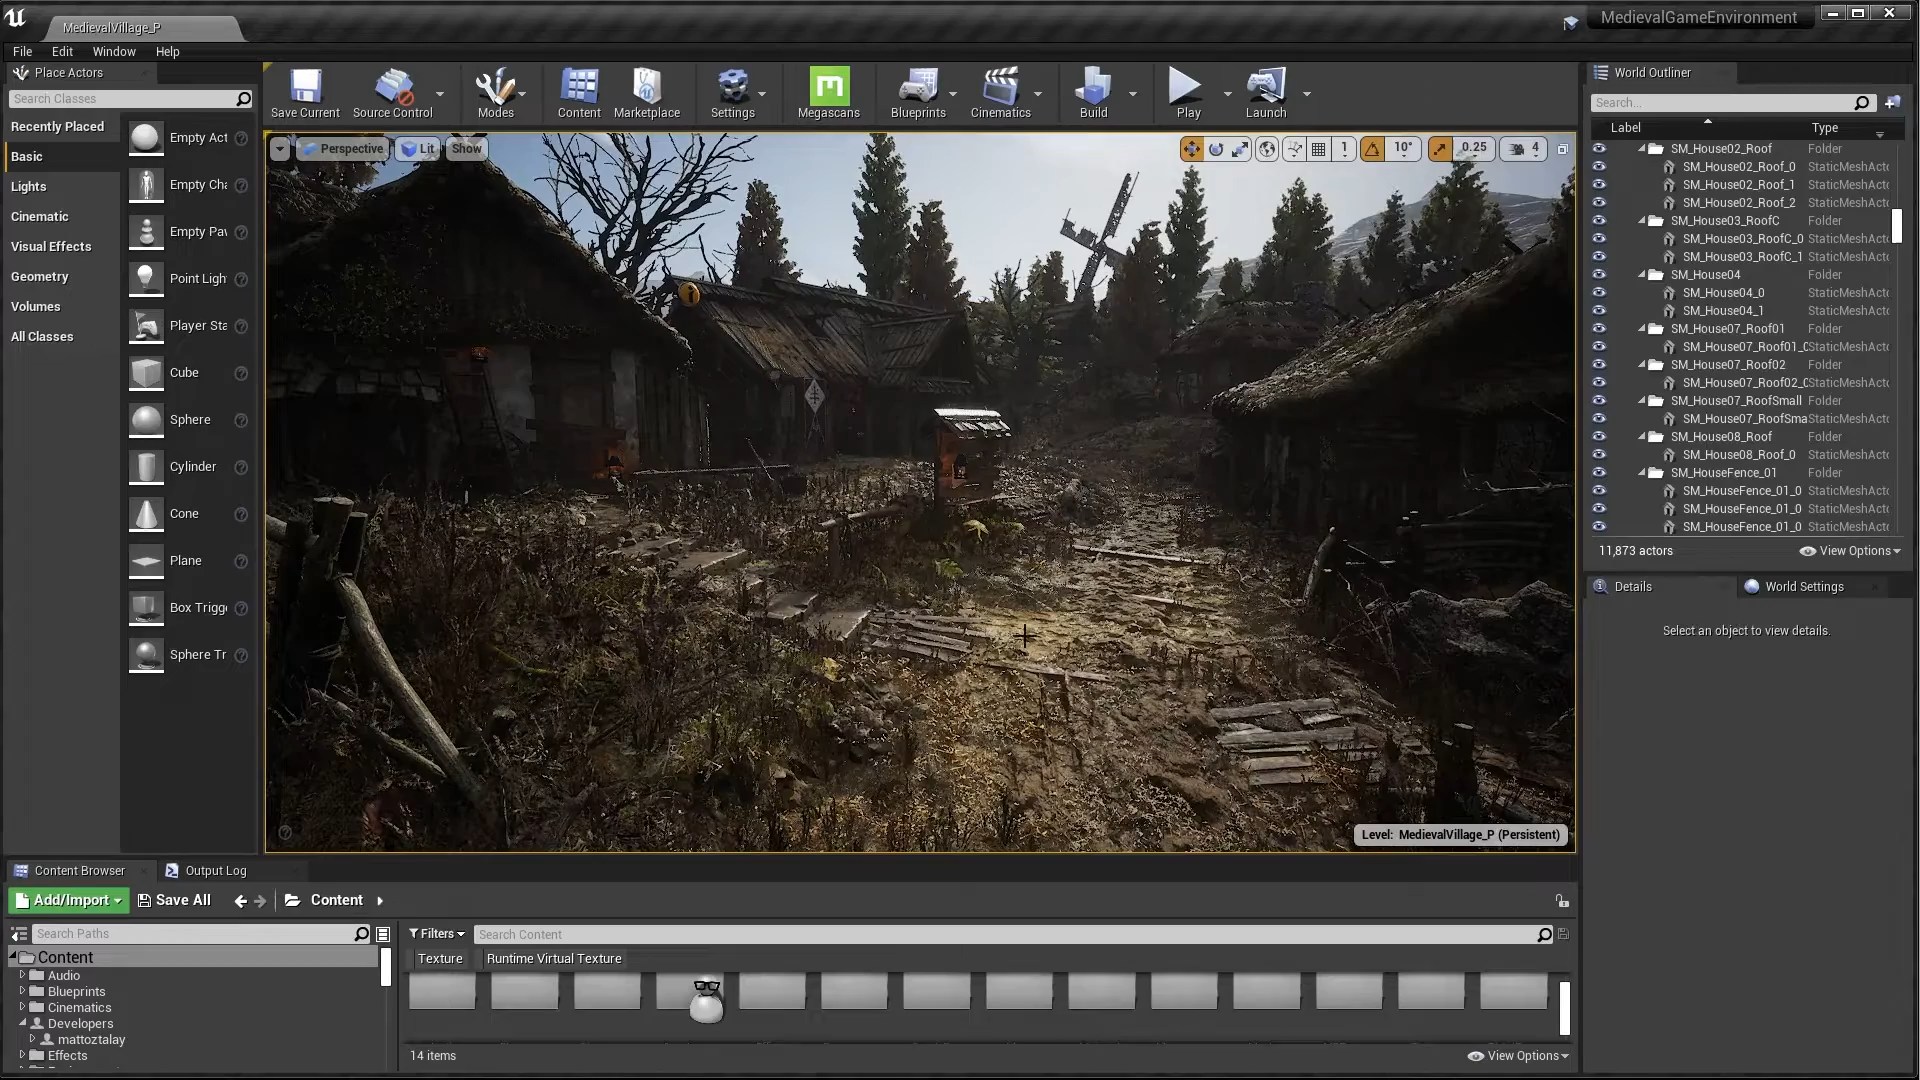 MedievalVillage_P
MedievalGameEnvironment
File Edit Window Help
Place Actors
Search Classes
Recently Placed
Basic
Lights
Cinematic
Visual Effects
Geometry
Volumes
All Classes
Empty Act
Empty Cha
Empty Pav
Point Ligh
Player Sta
Cube
Sphere
Cylinder
Cone
Plane
Box Trigge
Sphere Tr
Save Current
Source Control
Modes
Content
Marketplace
Settings
Megascans
Blueprints
Cinematics
Build
Play
Launch
Perspective
Lit
Show
1
10°
0.25
4
Level: MedievalVillage_P (Persistent)
World Outliner
Search...
Label Type
SM_House02_Roof Folder
SM_House02_Roof_0 StaticMeshActo
SM_House02_Roof_1 StaticMeshActo
SM_House02_Roof_2 StaticMeshActo
SM_House03_RoofC Folder
SM_House03_RoofC_0 StaticMeshActo
SM_House03_RoofC_1 StaticMeshActo
SM_House04 Folder
SM_House04_0 StaticMeshActo
SM_House04_1 StaticMeshActo
SM_House07_Roof01 Folder
SM_House07_Roof01_0 StaticMeshActo
SM_House07_Roof02 Folder
SM_House07_Roof02_0 StaticMeshActo
SM_House07_RoofSmall Folder
SM_House07_RoofSma StaticMeshActo
SM_House08_Roof Folder
SM_House08_Roof_0 StaticMeshActo
SM_HouseFence_01 Folder
SM_HouseFence_01_0 StaticMeshActo
SM_HouseFence_01_0 StaticMeshActo
SM_HouseFence_01_0 StaticMeshActo
11,873 actors
View Options
Details
World Settings
Select an object to view details.
Content Browser
Output Log
Add/Import
Save All
Content
Search Paths
Content
Audio
Blueprints
Cinematics
Developers
mattoztalay
Effects
Filters
Search Content
Texture
Runtime Virtual Texture
14 items
View Options